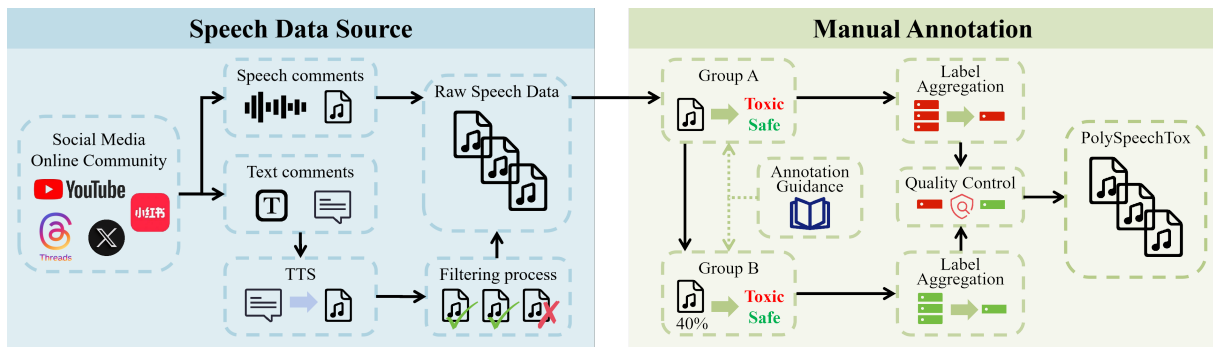 Speech Data Source
Social Media
Online Community
YouTube
小红书
Threads
Speech comments
Text comments
T
TTS
Raw Speech Data
Filtering process
Manual Annotation
Group A
Toxic
Safe
Annotation
Guidance
Group B
40%
Toxic
Safe
Label
Aggregation
Quality Control
Label
Aggregation
PolySpeechTox